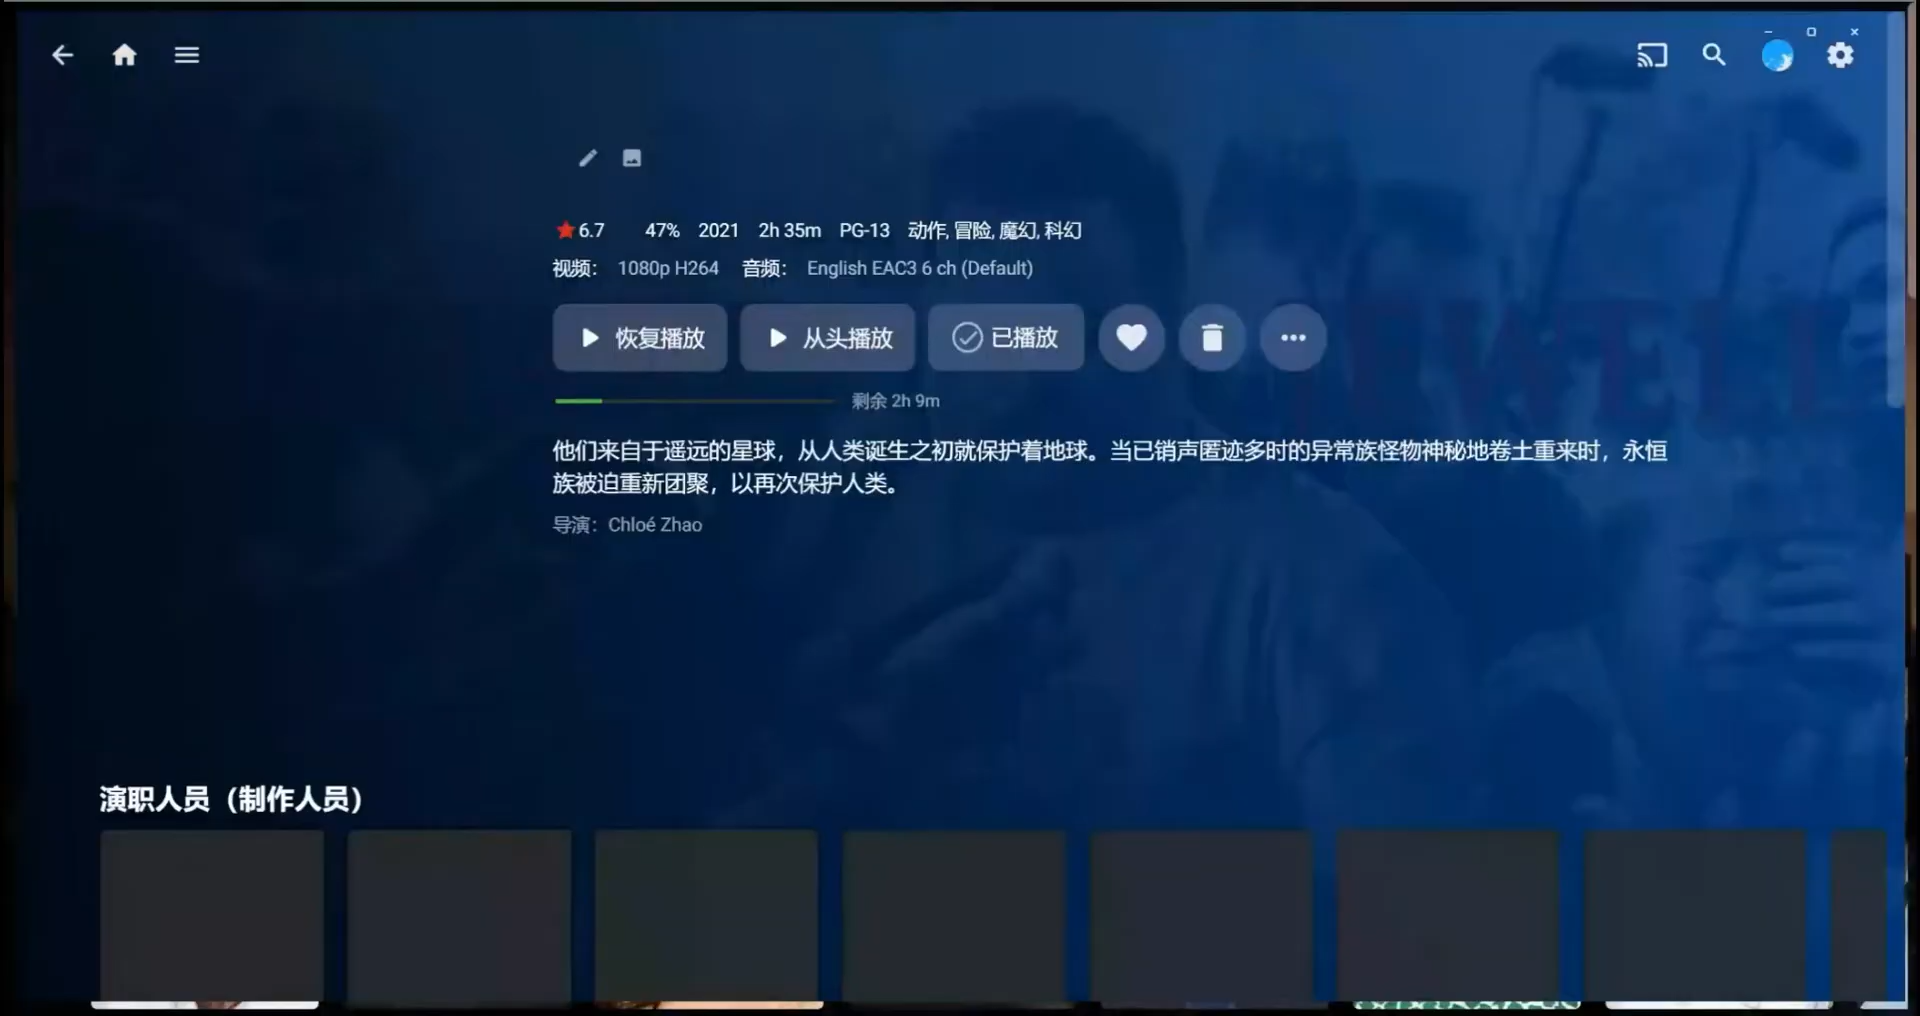 6.7 47% 2021 2h 35m PG-13 动作, 冒险, 魔幻, 科幻
视频： 1080p H264 音频： English EAC3 6 ch (Default)
恢复播放 从头播放 已播放
剩余 2h 9m
他们来自于遥远的星球，从人类诞生之初就保护着地球。当已销声匿迹多时的异常族怪物神秘地卷土重来时，永恒
族被迫重新团聚，以再次保护人类。
导演： Chloé Zhao
演职人员（制作人员）